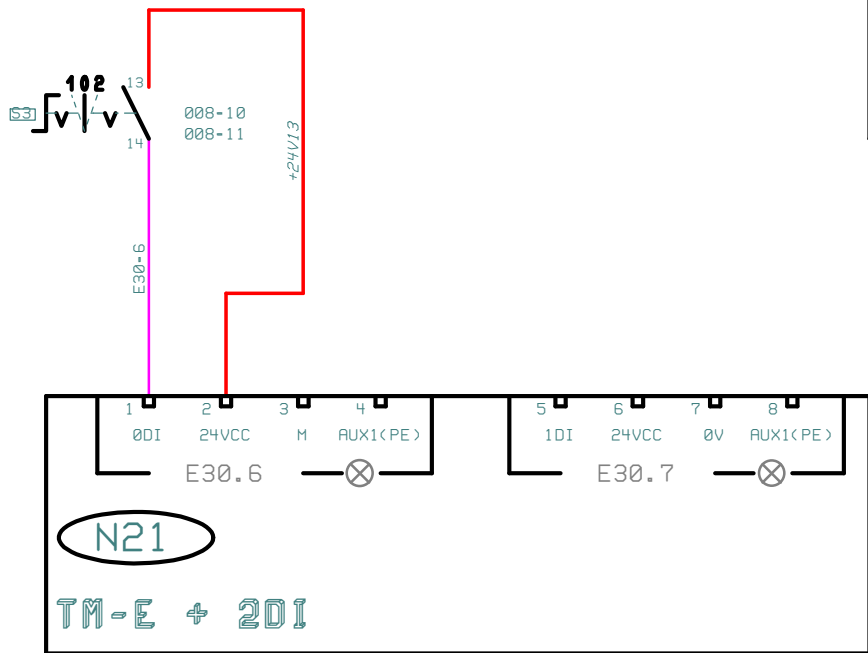 102
13
S3
008-10
14
008-11
+24V13
E30-6
1 2 3 4 5 6 7 8
0DI 24VCC M AUX1(PE) 1DI 24VCC 0V AUX1(PE)
E30.6 E30.7
N21
TM-E + 2DI